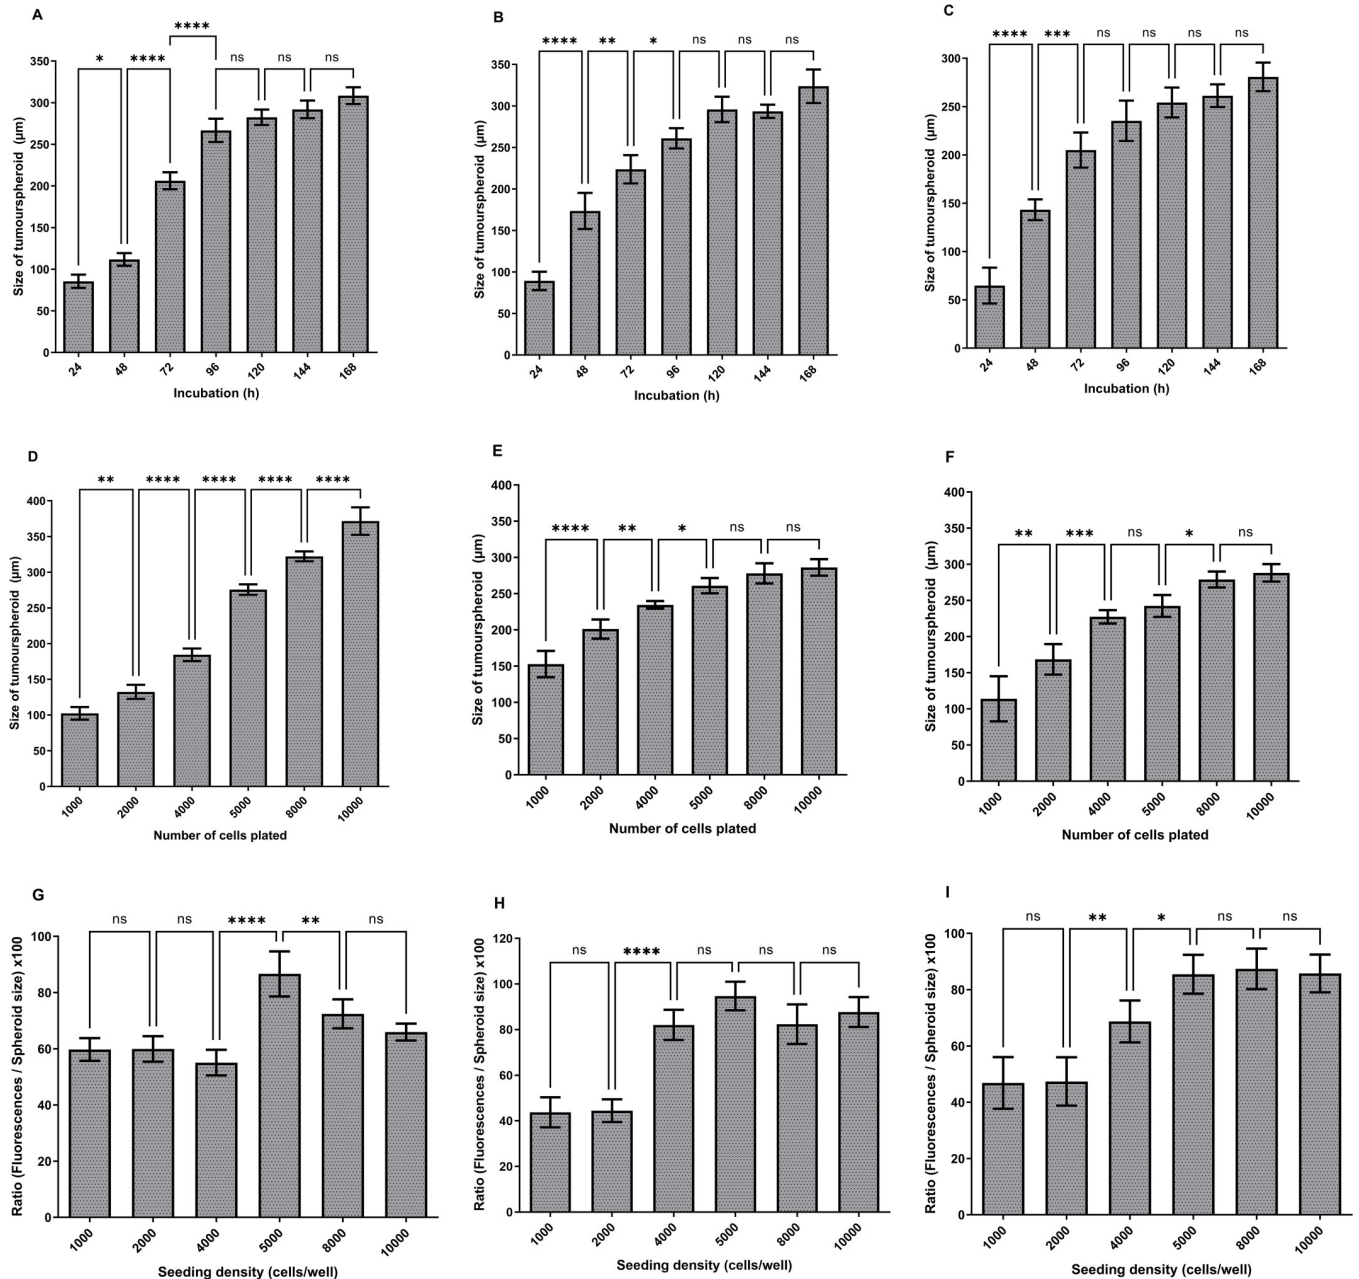 A
* **** **** ns ns ns
Size of tumourspheroid (µm)
350
300
250
200
150
100
50
0
24 48 72 96 120 144 168
Incubation (h)
B
**** ** * ns ns ns
Size of tumourspheroid (µm)
350
300
250
200
150
100
50
0
24 48 72 96 120 144 168
Incubation (h)
C
**** *** ns ns ns ns
Size of tumourspheroid (µm)
300
250
200
150
100
50
0
24 48 72 96 120 144 168
Incubation (h)
D
** **** **** **** ****
Size of tumourspheroid (µm)
400
350
300
250
200
150
100
50
0
1000 2000 4000 5000 8000 10000
Number of cells plated
E
**** ** * ns ns
Size of tumourspheroid (µm)
400
350
300
250
200
150
100
50
0
1000 2000 4000 5000 8000 10000
Number of cells plated
F
** *** ns * ns
Size of tumourspheroid (µm)
400
350
300
250
200
150
100
50
0
1000 2000 4000 5000 8000 10000
Number of cells plated
G
ns ns **** ** ns
Ratio (Fluorescences / Spheroid size) x100
100
80
60
40
20
0
1000 2000 4000 5000 8000 10000
Seeding density (cells/well)
H
ns **** ns ns ns
Ratio (Fluorescences / Spheroid size) x100
120
100
80
60
40
20
0
1000 2000 4000 5000 8000 10000
Seeding density (cells/well)
I
ns ** * ns ns
Ratio (Fluorescences / Spheroid size) x100
100
80
60
40
20
0
1000 2000 4000 5000 8000 10000
Seeding density (cells/well)